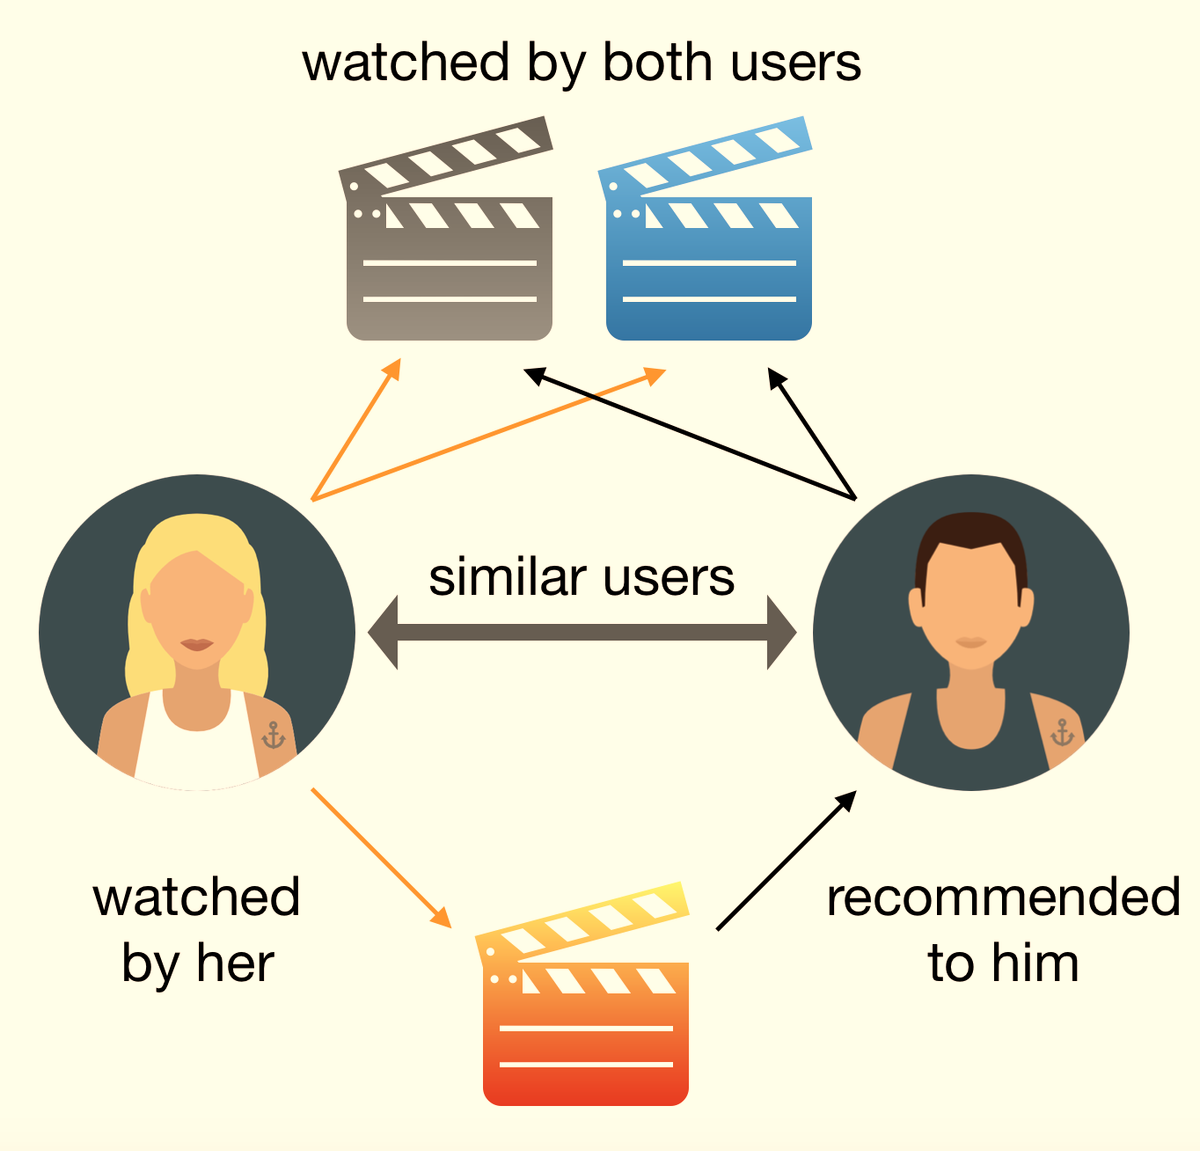 watched by both users
similar users
watched
by her
recommended
to him